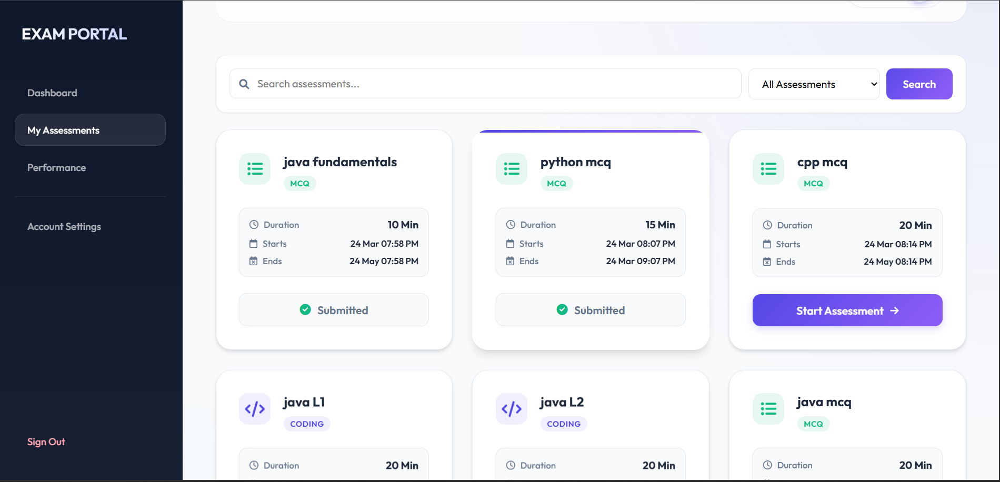 EXAM PORTAL
Dashboard
My Assessments
Performance
Account Settings
Sign Out
Search assessments...
All Assessments
Search
java fundamentals
MCQ
Duration 10 Min
Starts 24 Mar 07:58 PM
Ends 24 May 07:58 PM
Submitted
python mcq
MCQ
Duration 15 Min
Starts 24 Mar 08:07 PM
Ends 24 Mar 09:07 PM
Submitted
cpp mcq
MCQ
Duration 20 Min
Starts 24 Mar 08:14 PM
Ends 24 May 08:14 PM
Start Assessment →
java L1
CODING
Duration 20 Min
java L2
CODING
Duration 20 Min
java mcq
MCQ
Duration 20 Min